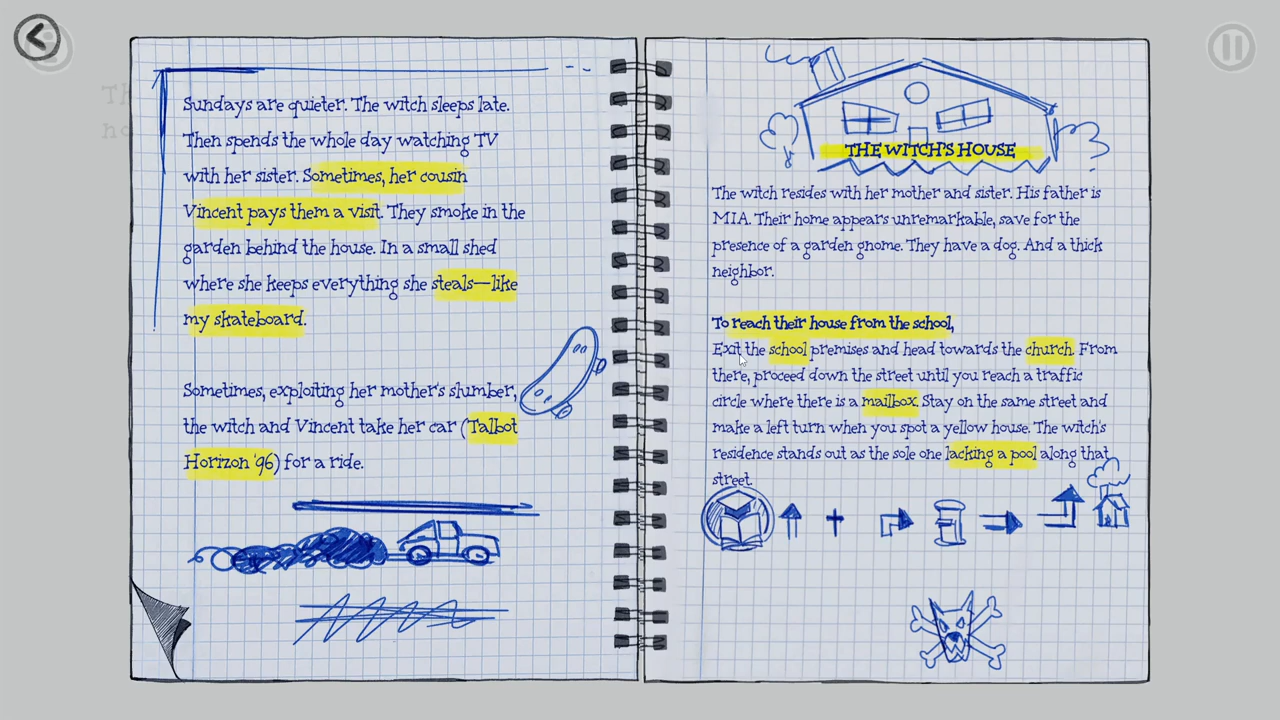 Sundays are quieter. The witch sleeps late.
Then spends the whole day watching TV
with her sister. Sometimes, her cousin
Vincent pays them a visit. They smoke in the
garden behind the house. In a small shed
where she keeps everything she steals—like
my skateboard.
Sometimes, exploiting her mother's slumber,
the witch and Vincent take her car (Talbot
Horizon '96) for a ride.
THE WITCH'S HOUSE
The witch resides with her mother and sister. His father is
MIA. Their home appears unremarkable, save for the
presence of a garden gnome. They have a dog. And a thick
neighbor.
To reach their house from the school,
Exit the school premises and head towards the church. From
there, proceed down the street until you reach a traffic
circle where there is a mailbox. Stay on the same street and
make a left turn when you spot a yellow house. The witch's
residence stands out as the sole one lacking a pool along that
street.